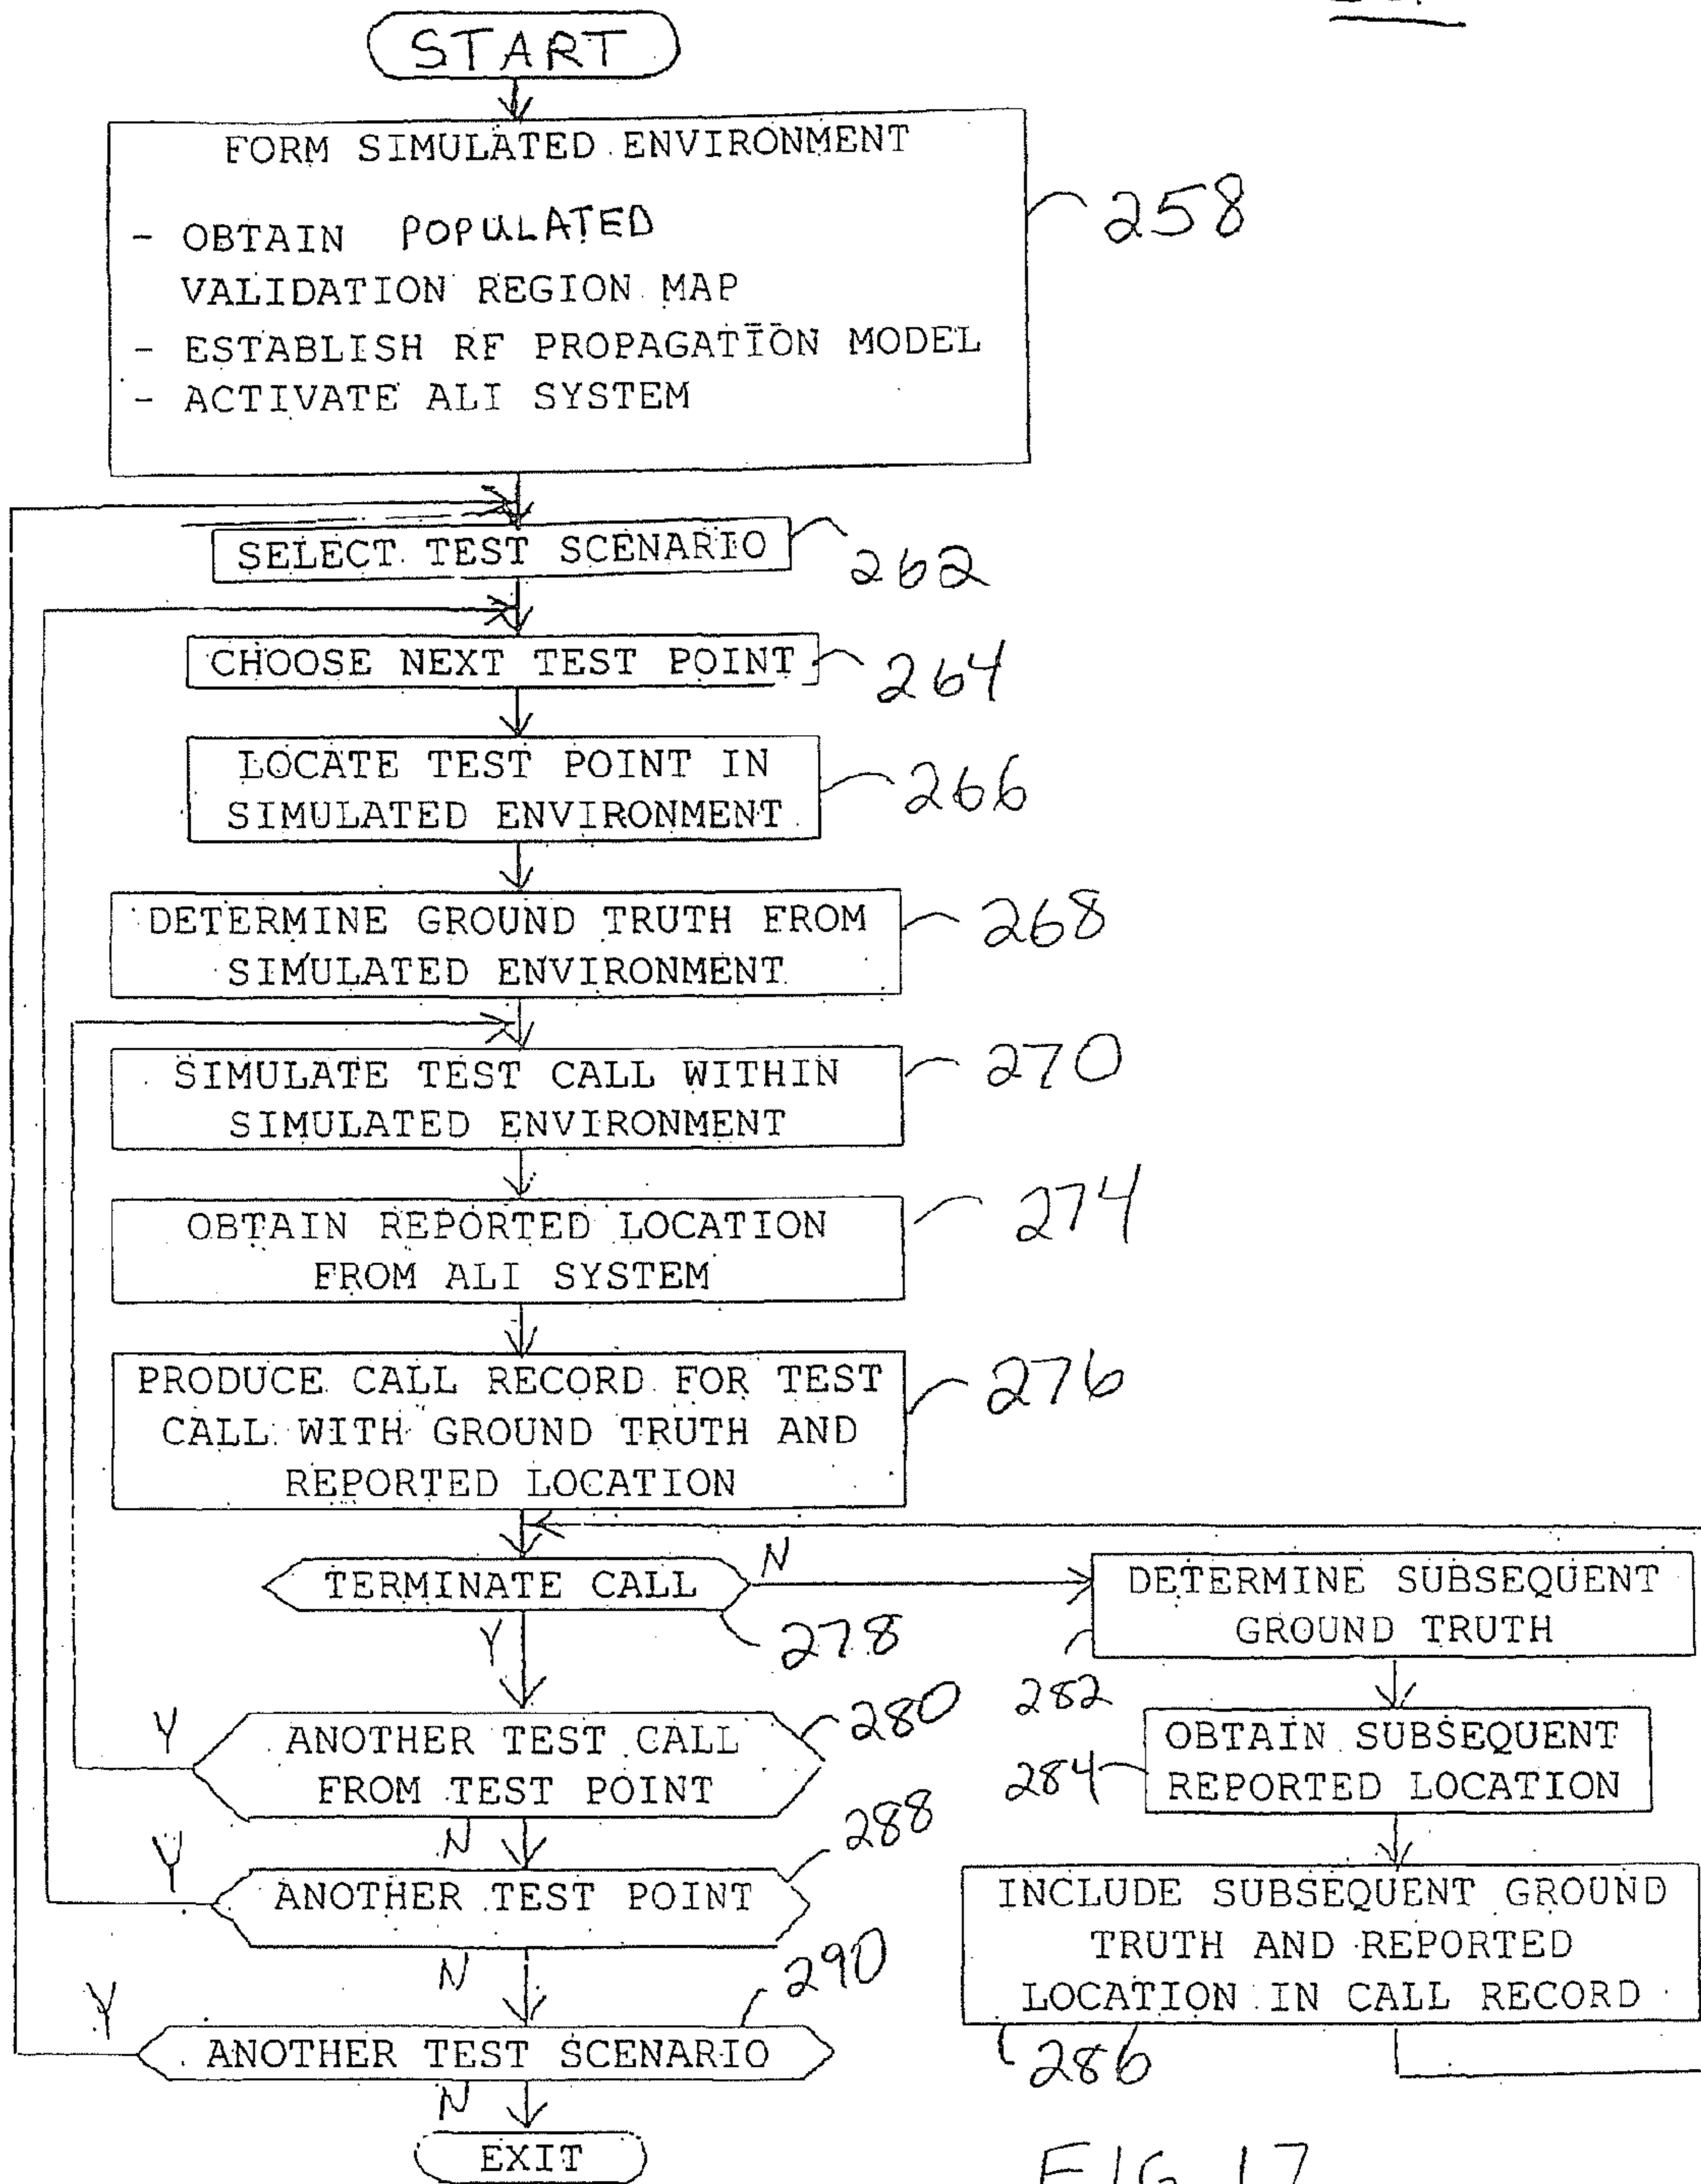 START
FORM SIMULATED ENVIRONMENT
- OBTAIN POPULATED
VALIDATION REGION MAP
- ESTABLISH RF PROPAGATION MODEL
- ACTIVATE ALI SYSTEM
258
SELECT TEST SCENARIO
262
CHOOSE NEXT TEST POINT
264
LOCATE TEST POINT IN
SIMULATED ENVIRONMENT
266
DETERMINE GROUND TRUTH FROM
SIMULATED ENVIRONMENT
268
SIMULATE TEST CALL WITHIN
SIMULATED ENVIRONMENT
270
OBTAIN REPORTED LOCATION
FROM ALI SYSTEM
274
PRODUCE CALL RECORD FOR TEST
CALL WITH GROUND TRUTH AND
REPORTED LOCATION
276
TERMINATE CALL
N
278
Y
DETERMINE SUBSEQUENT
GROUND TRUTH
282
ANOTHER TEST CALL
FROM TEST POINT
280
Y
N
OBTAIN SUBSEQUENT
REPORTED LOCATION
284
ANOTHER TEST POINT
288
Y
N
INCLUDE SUBSEQUENT GROUND
TRUTH AND REPORTED
LOCATION IN CALL RECORD
286
ANOTHER TEST SCENARIO
290
Y
N
EXIT
FIG 17